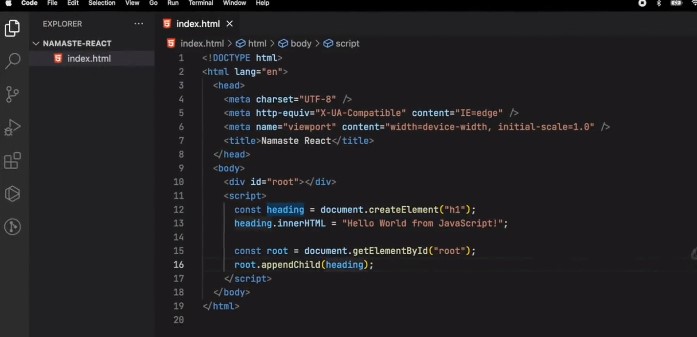 Code File Edit Selection View Go Run Terminal Window Help
EXPLORER ...
index.html ×
NAMASTE-REACT
index.html
index.html > html > body > script
1 <!DOCTYPE html>
2 <html lang="en">
3 <head>
4 <meta charset="UTF-8" />
5 <meta http-equiv="X-UA-Compatible" content="IE=edge" />
6 <meta name="viewport" content="width=device-width, initial-scale=1.0" />
7 <title>Namaste React</title>
8 </head>
9 <body>
10 <div id="root"></div>
11 <script>
12 const heading = document.createElement("h1");
13 heading.innerHTML = "Hello World from JavaScript!";
14
15 const root = document.getElementById("root");
16 root.appendChild(heading);
17 </script>
18 </body>
19 </html>
20